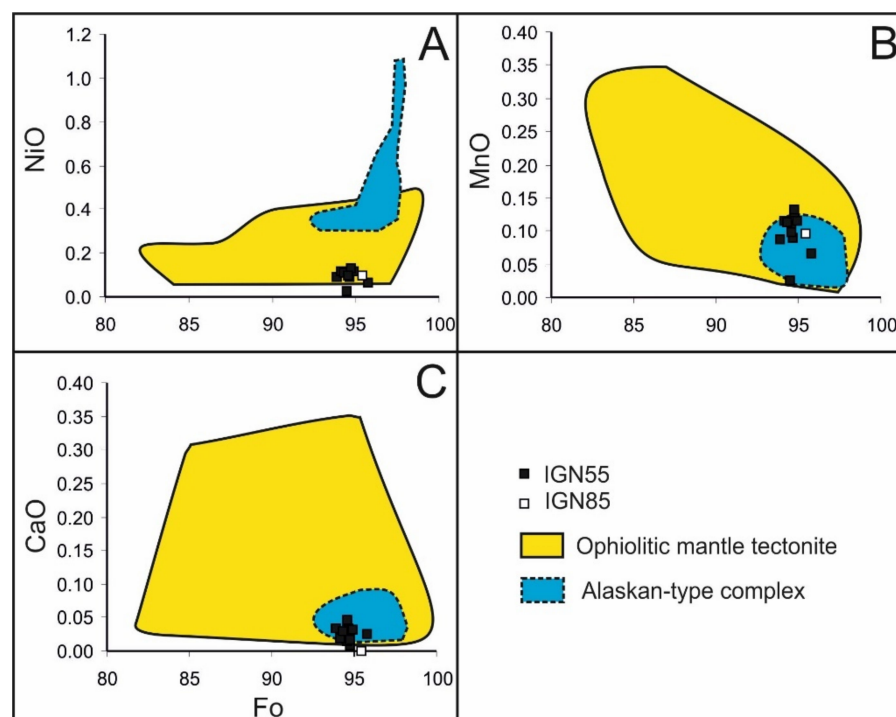 A
NiO
1.2
1.0
0.8
0.6
0.4
0.2
0.0
80 85 90 95 100
B
MnO
0.40
0.35
0.30
0.25
0.20
0.15
0.10
0.05
0.00
80 85 90 95 100
C
CaO
0.40
0.35
0.30
0.25
0.20
0.15
0.10
0.05
0.00
80 85 90 95 100
Fo
IGN55
IGN85
Ophiolitic mantle tectonite
Alaskan-type complex